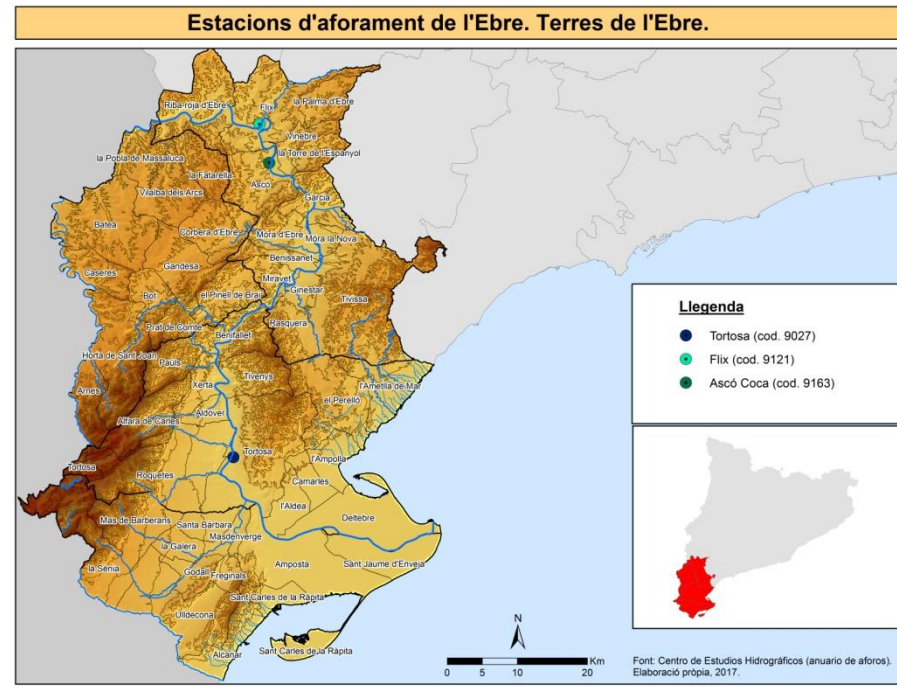 Estacions d'aforament de l'Ebre. Terres de l'Ebre.
Riba-roja d'Ebre
Flix
la Palma d'Ebre
Vinebre
la Torre de l'Espanyol
la Pobla de Massaluca
la Fatarella
Ascó
Vilalba dels Arcs
Garcia
Batea
Corbera d'Ebre
Móra d'Ebre
Móra la Nova
Benissanet
Gandesa
Caseres
Miravet
Ginestar
Bot
el Pinell de Brai
Tivissa
Rasquera
Prat de Comte
Benifallet
Horta de Sant Joan
Paüls
Tivenys
Xerta
l'Ametlla de Mar
Arnes
el Perelló
Aldover
Alfara de Carles
Tortosa
l'Ampolla
Tortosa
Roquetes
Camarles
l'Aldea
Deltebre
Mas de Barberans
Santa Bàrbara
Masdenverge
la Galera
la Sénia
Godall
Freginals
Amposta
Sant Jaume d'Enveja
Sant Carles de la Ràpita
Ulldecona
Alcanar
Sant Carles de la Ràpita
Llegenda
Tortosa (cod. 9027)
Flix (cod. 9121)
Ascó Coca (cod. 9163)
N
Km
0 5 10 20
Font: Centro de Estudios Hidrográficos (anuario de aforos).
Elaboració pròpia, 2017.